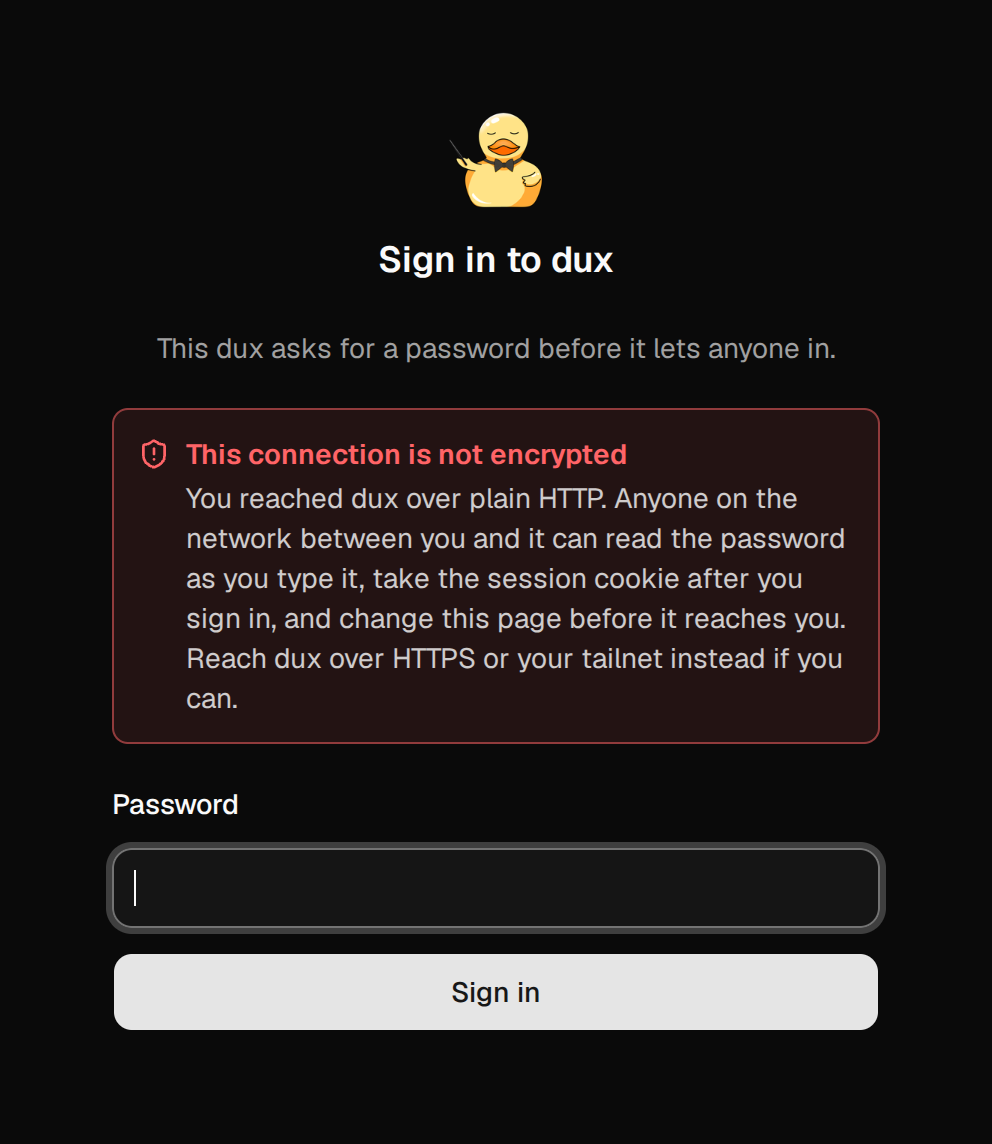 Sign in to dux
This dux asks for a password before it lets anyone in.
This connection is not encrypted
You reached dux over plain HTTP. Anyone on the
network between you and it can read the password
as you type it, take the session cookie after you
sign in, and change this page before it reaches you.
Reach dux over HTTPS or your tailnet instead if you
can.
Password
Sign in